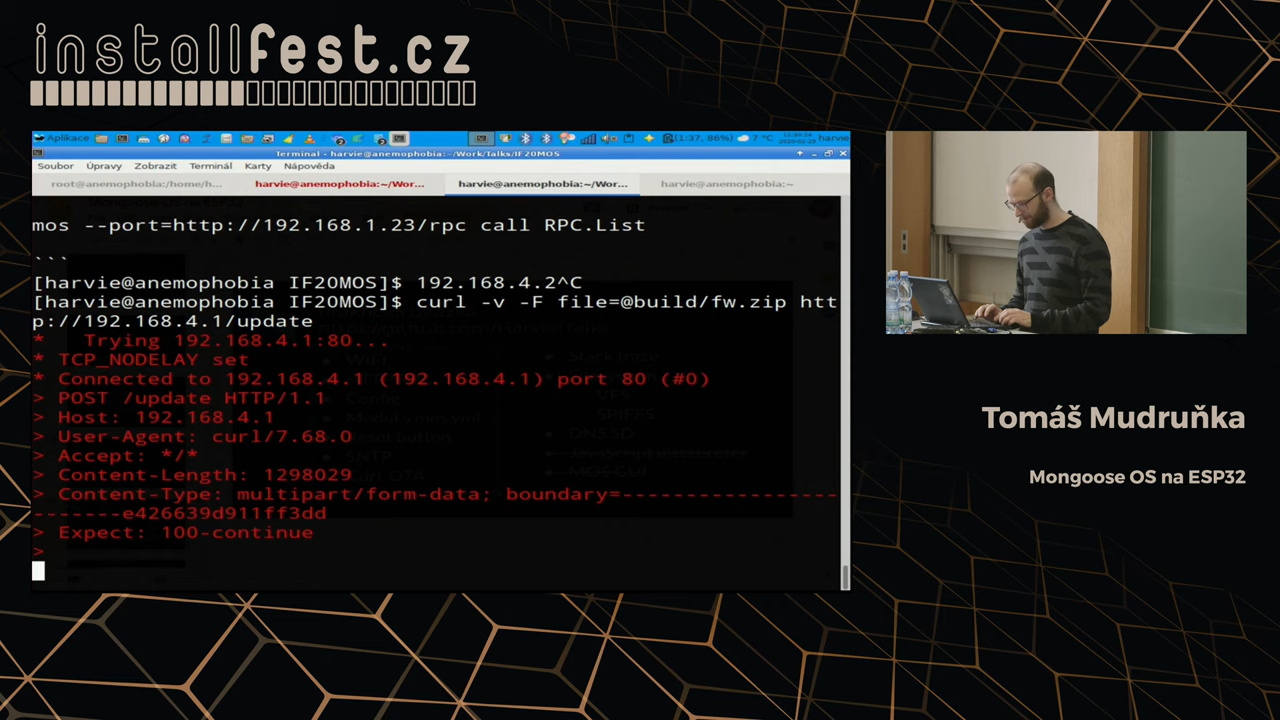 installfest.cz
Aplikace
(1:37, 86%)
7 °C
harvie
Terminal - harvie@anemophobia:~/Work/Talks/IF20MOS
Soubor Úpravy Zobrazit Terminál Karty Nápověda
root@anemophobia:/home/h... harvie@anemophobia:~/Wor... harvie@anemophobia:~/Wor... harvie@anemophobia:~
mos --port=http://192.168.1.23/rpc call RPC.List
```
[harvie@anemophobia IF20MOS]$ 192.168.4.2^C
[harvie@anemophobia IF20MOS]$ curl -v -F file=@build/fw.zip htt
p://192.168.4.1/update
*   Trying 192.168.4.1:80...
* TCP_NODELAY set
* Connected to 192.168.4.1 (192.168.4.1) port 80 (#0)
> POST /update HTTP/1.1
> Host: 192.168.4.1
> User-Agent: curl/7.68.0
> Accept: */*
> Content-Length: 1298029
> Content-Type: multipart/form-data; boundary=-----------------
-------e426639d911ff3dd
> Expect: 100-continue
>
Tomáš Mudruňka
Mongoose OS na ESP32